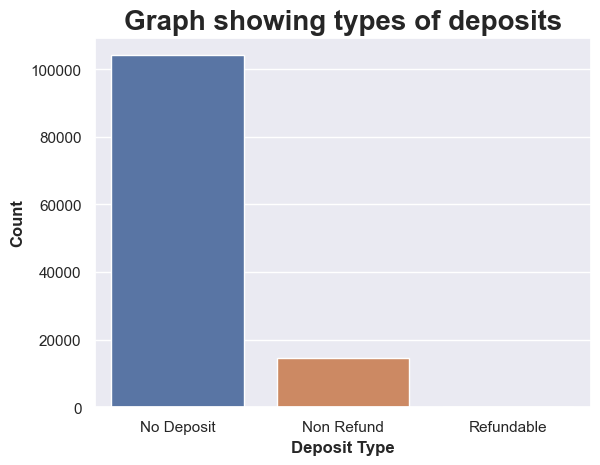 Graph showing types of deposits
100000
80000
60000
40000
20000
0
Count
No Deposit Non Refund Refundable
Deposit Type